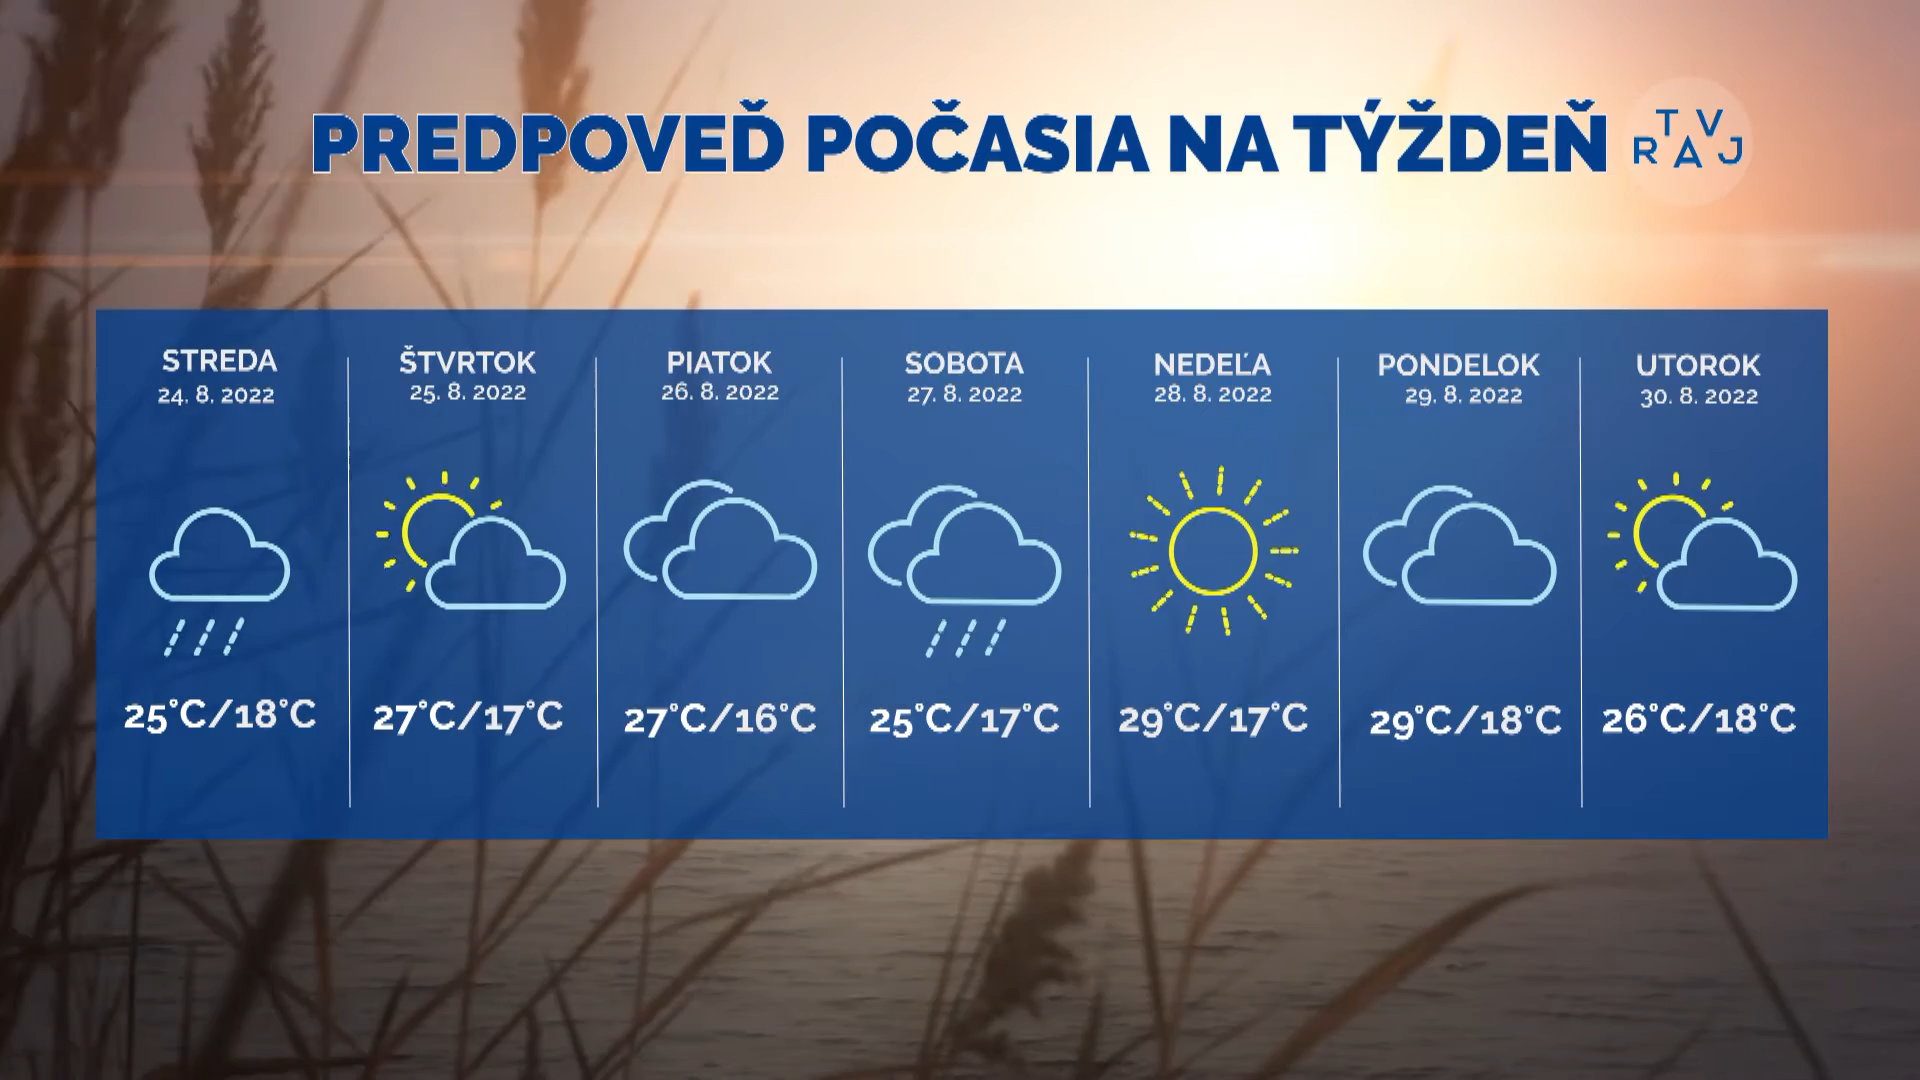 PREDPOVEĎ POČASIA NA TÝŽDEŇ
TV
RAJ
STREDA
24. 8. 2022
25°C/18°C
ŠTVRTOK
25. 8. 2022
27°C/17°C
PIATOK
26. 8. 2022
27°C/16°C
SOBOTA
27. 8. 2022
25°C/17°C
NEDEĽA
28. 8. 2022
29°C/17°C
PONDELOK
29. 8. 2022
29°C/18°C
UTOROK
30. 8. 2022
26°C/18°C